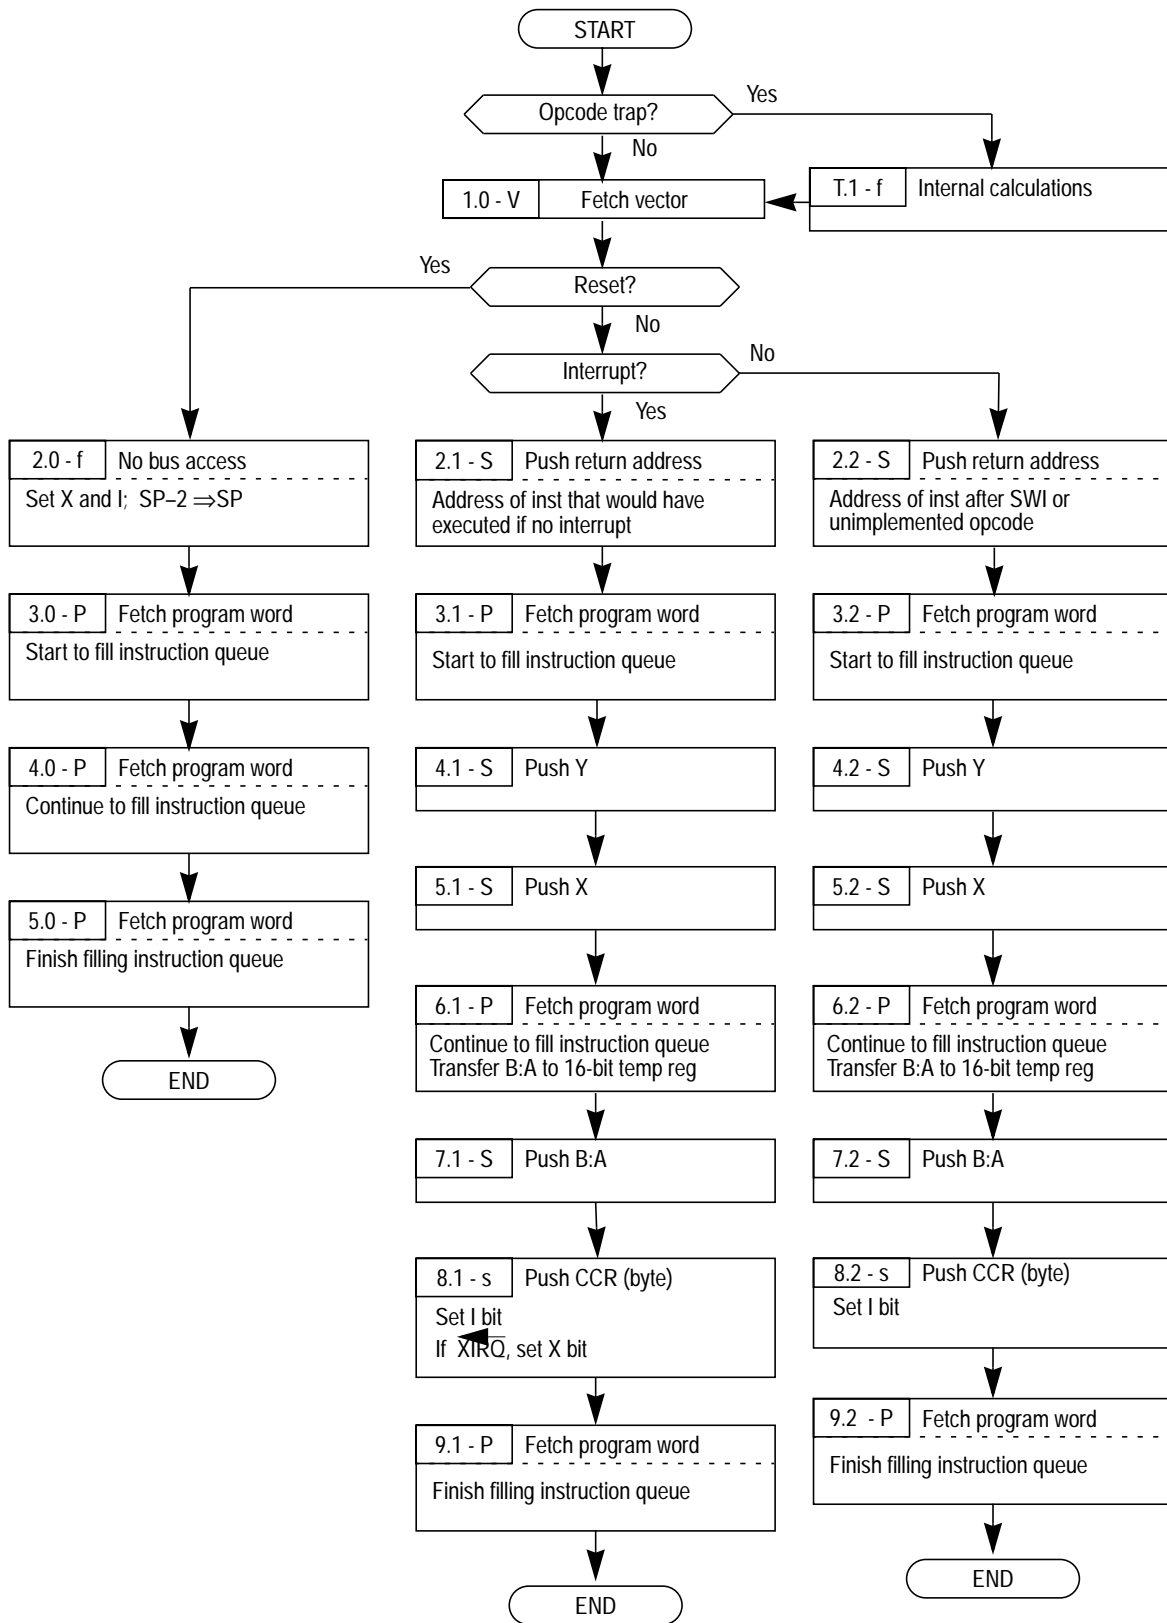 START
Opcode trap?
Yes
No
1.0 - V Fetch vector
T.1 - f Internal calculations
Yes
Reset?
No
Interrupt?
No
Yes
2.0 - f No bus access
Set X and I; SP–2 ⇒SP
3.0 - P Fetch program word
Start to fill instruction queue
4.0 - P Fetch program word
Continue to fill instruction queue
5.0 - P Fetch program word
Finish filling instruction queue
END
2.1 - S Push return address
Address of inst that would have
executed if no interrupt
3.1 - P Fetch program word
Start to fill instruction queue
4.1 - S Push Y
5.1 - S Push X
6.1 - P Fetch program word
Continue to fill instruction queue
Transfer B:A to 16-bit temp reg
7.1 - S Push B:A
8.1 - s Push CCR (byte)
Set I bit
If XIRQ, set X bit
9.1 - P Fetch program word
Finish filling instruction queue
END
2.2 - S Push return address
Address of inst after SWI or
unimplemented opcode
3.2 - P Fetch program word
Start to fill instruction queue
4.2 - S Push Y
5.2 - S Push X
6.2 - P Fetch program word
Continue to fill instruction queue
Transfer B:A to 16-bit temp reg
7.2 - S Push B:A
8.2 - s Push CCR (byte)
Set I bit
9.2 - P Fetch program word
Finish filling instruction queue
END